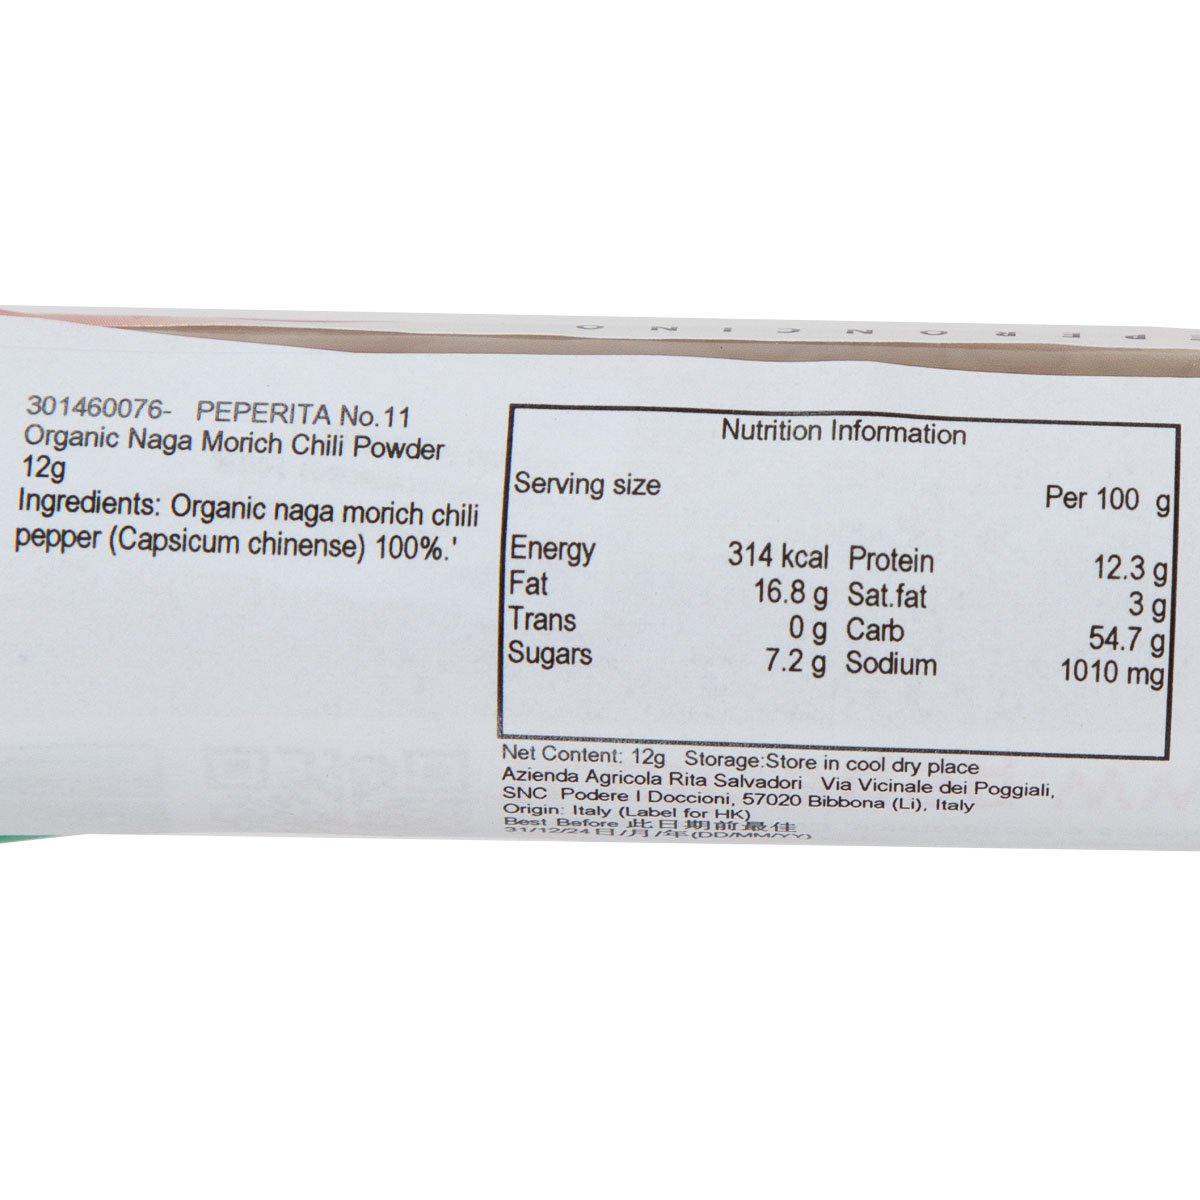 PEPERONCINO
301460076- PEPERITA No.11
Organic Naga Morich Chili Powder
12g
Ingredients: Organic naga morich chili
pepper (Capsicum chinense) 100%.'
Nutrition Information
Serving size Per 100 g
Energy 314 kcal Protein 12.3 g
Fat 16.8 g Sat.fat 3 g
Trans 0 g Carb 54.7 g
Sugars 7.2 g Sodium 1010 mg
Net Content: 12g Storage:Store in cool dry place
Azienda Agricola Rita Salvadori Via Vicinale dei Poggiali,
SNC Podere I Doccioni, 57020 Bibbona (Li), Italy
Origin: Italy (Label for HK)
Best Before 此日期前最佳
31/12/24日/月/年(DD/MM/YY)